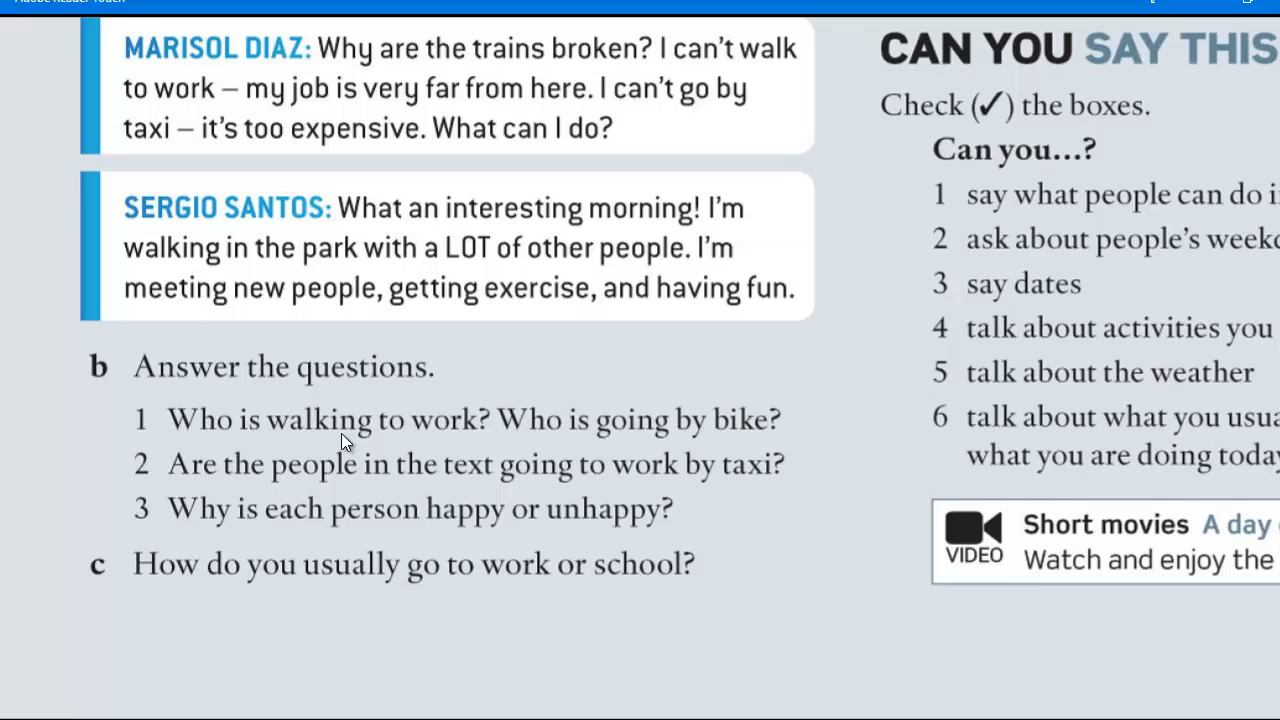 MARISOL DIAZ: Why are the trains broken? I can't walk
to work – my job is very far from here. I can't go by
taxi – it's too expensive. What can I do?
SERGIO SANTOS: What an interesting morning! I'm
walking in the park with a LOT of other people. I'm
meeting new people, getting exercise, and having fun.
b Answer the questions.
1 Who is walking to work? Who is going by bike?
2 Are the people in the text going to work by taxi?
3 Why is each person happy or unhappy?
c How do you usually go to work or school?
CAN YOU SAY THIS
Check (✓) the boxes.
Can you...?
1 say what people can do
2 ask about people's
3 say dates
4 talk about activities you
5 talk about the weather
6 talk about what you
what you are doing
VIDEO
Short movies A day
Watch and enjoy the